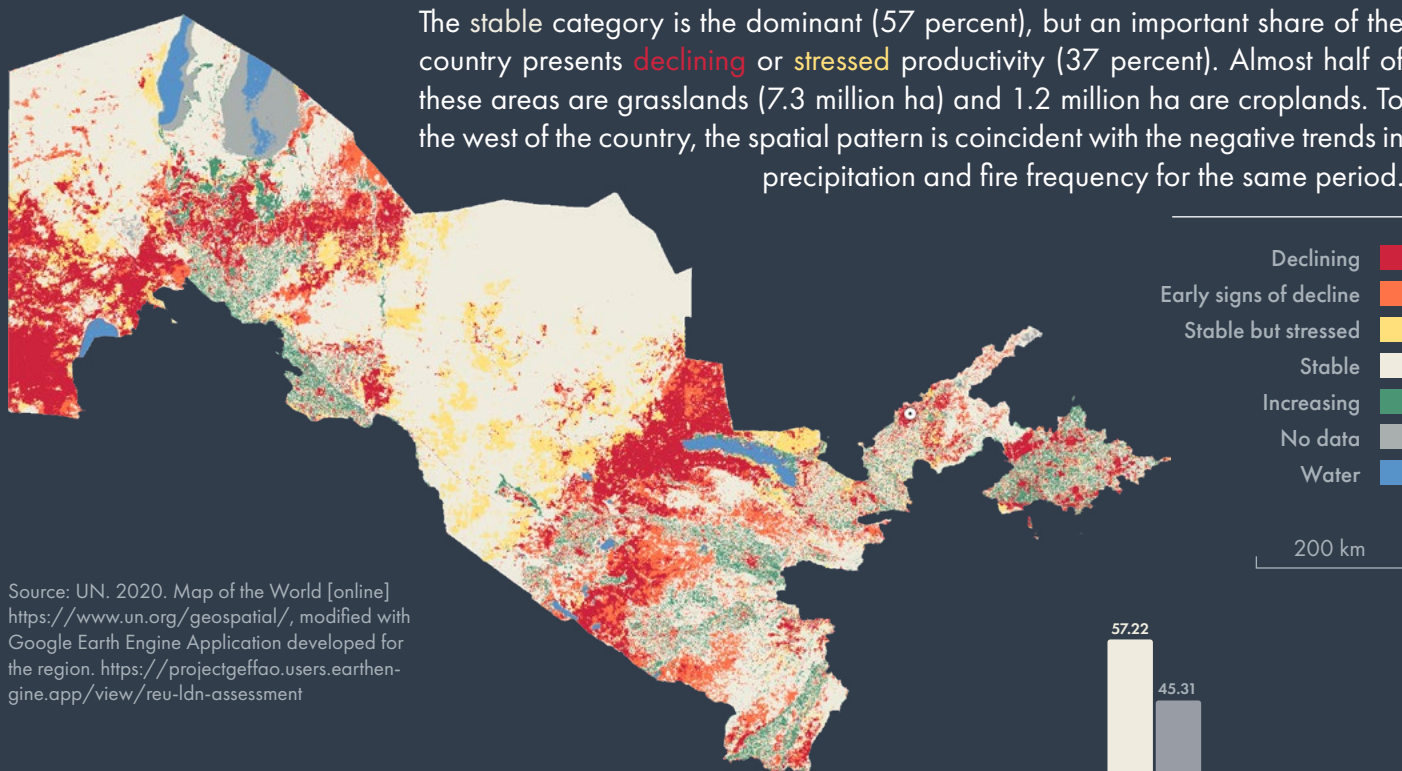 The stable category is the dominant (57 percent), but an important share of the
country presents declining or stressed productivity (37 percent). Almost half of
these areas are grasslands (7.3 million ha) and 1.2 million ha are croplands. To
the west of the country, the spatial pattern is coincident with the negative trends in
precipitation and fire frequency for the same period.
Declining
Early signs of decline
Stable but stressed
Stable
Increasing
No data
Water
200 km
Source: UN. 2020. Map of the World [online]
https://www.un.org/geospatial/, modified with
Google Earth Engine Application developed for
the region. https://projectgeffao.users.earthen-
gine.app/view/reu-ldn-assessment
57.22
45.31